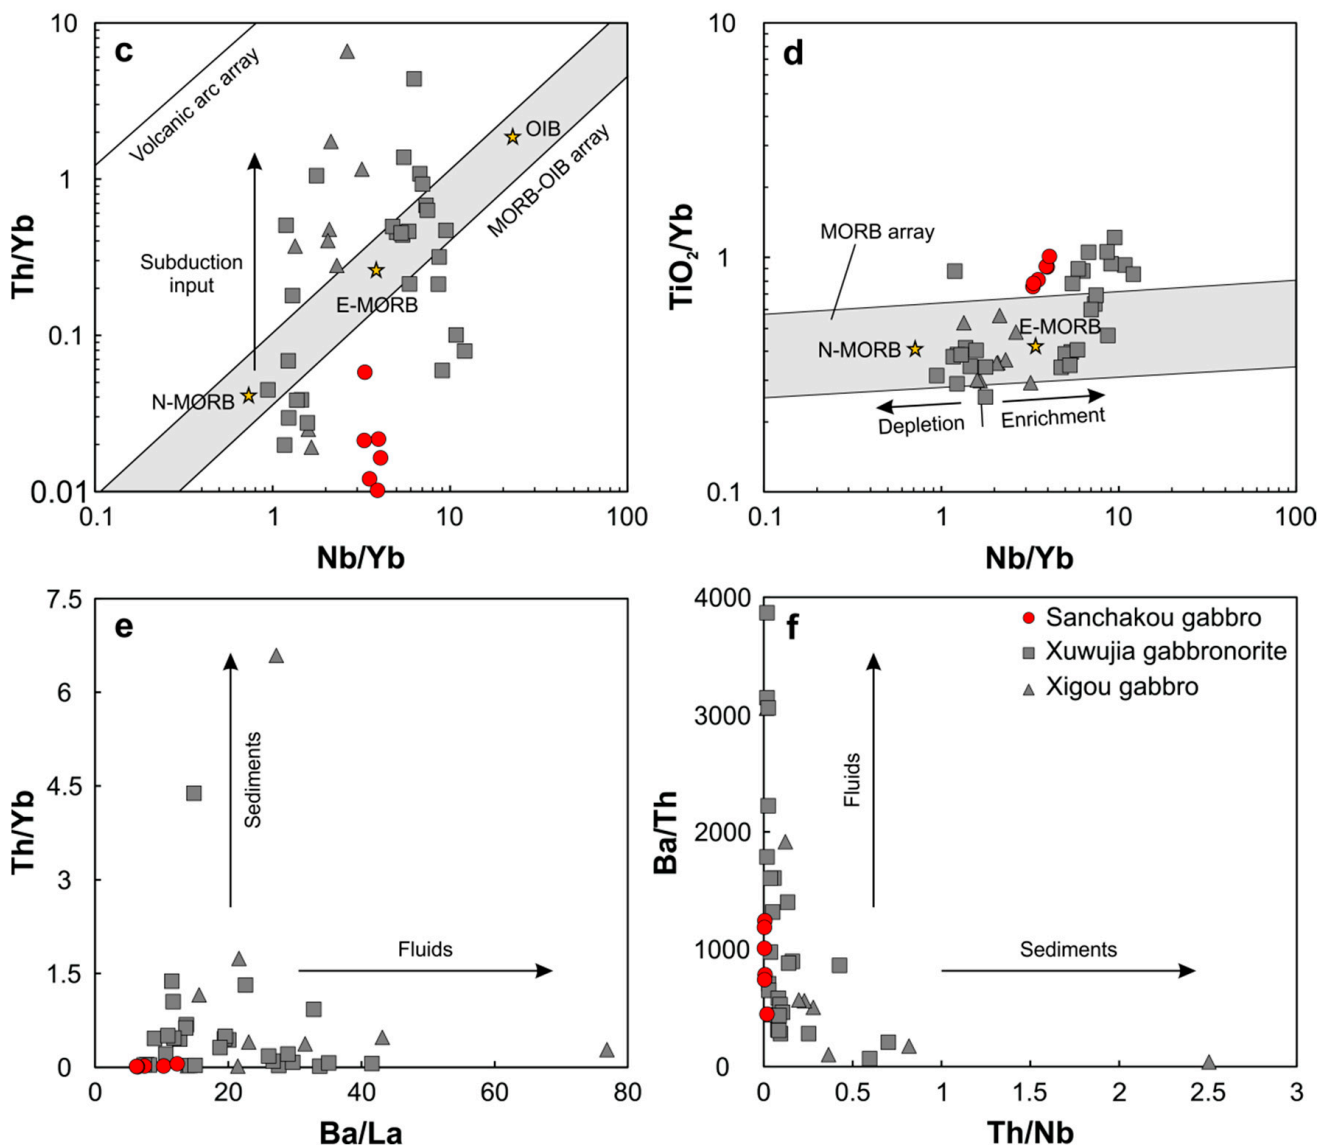 c
10
1
0.1
0.01
Th/Yb
Volcanic arc array
Subduction
input
OIB
MORB-OIB array
E-MORB
N-MORB
0.1
1
10
100
Nb/Yb
d
10
1
0.1
TiO2/Yb
MORB array
N-MORB
E-MORB
Depletion
Enrichment
0.1
1
10
100
Nb/Yb
e
7.5
6
4.5
3
1.5
0
Th/Yb
Sediments
Fluids
0
20
40
60
80
Ba/La
f
4000
3000
2000
1000
0
Ba/Th
Sanchakou gabbro
Xuwujia gabbronorite
Xigou gabbro
Fluids
Sediments
0
0.5
1
1.5
2
2.5
3
Th/Nb